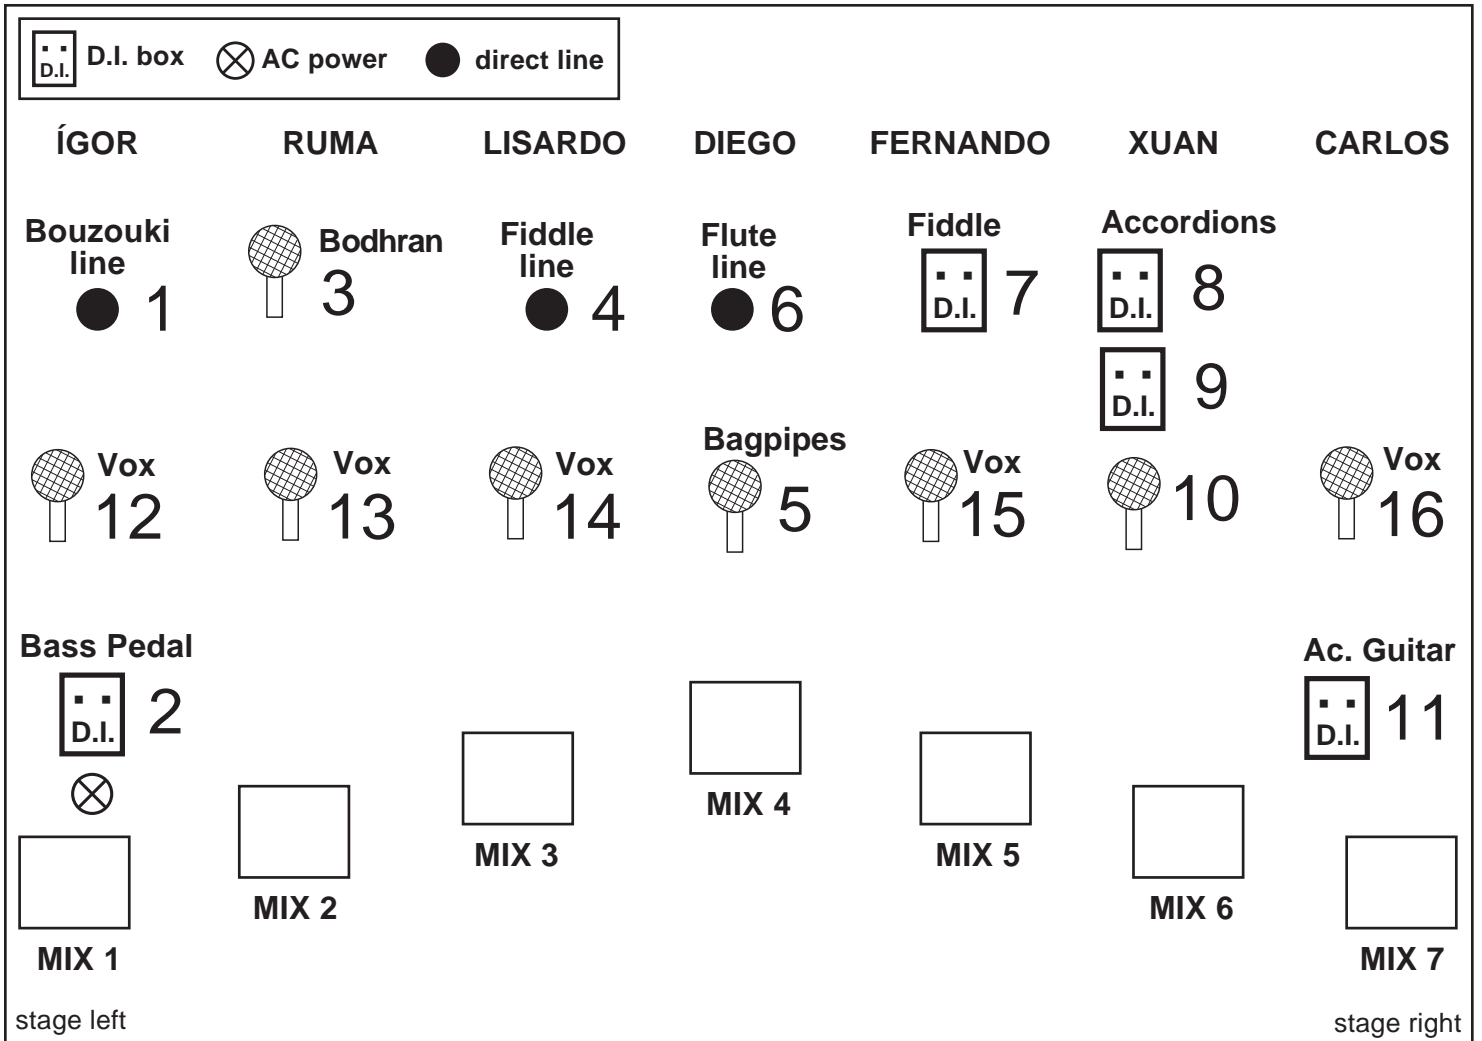 D.I. D.I. box AC power direct line
ÍGOR RUMA LISARDO DIEGO FERNANDO XUAN CARLOS
Bouzouki
line
1
Bodhran
3
Fiddle
line
4
Flute
line
6
Fiddle
D.I. 7
Accordions
D.I. 8
D.I. 9
Vox
12
Vox
13
Vox
14
Bagpipes
5
Vox
15
10
Vox
16
Bass Pedal
D.I. 2
Ac. Guitar
D.I. 11
MIX 1
MIX 2
MIX 3
MIX 4
MIX 5
MIX 6
MIX 7
stage left
stage right